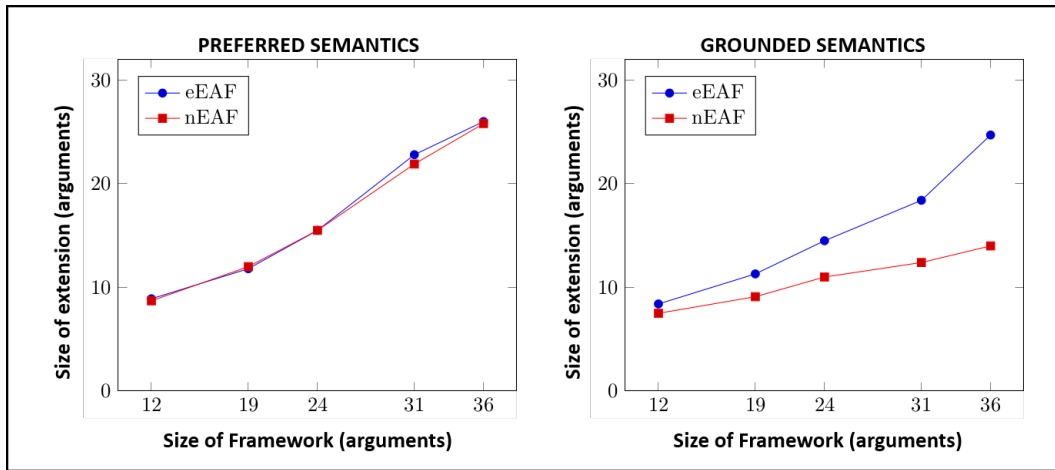 PREFERRED SEMANTICS
Size of extension (arguments)
30
20
10
0
eEAF
nEAF
12 19 24 31 36
Size of Framework (arguments)
GROUNDED SEMANTICS
Size of extension (arguments)
30
20
10
0
eEAF
nEAF
12 19 24 31 36
Size of Framework (arguments)